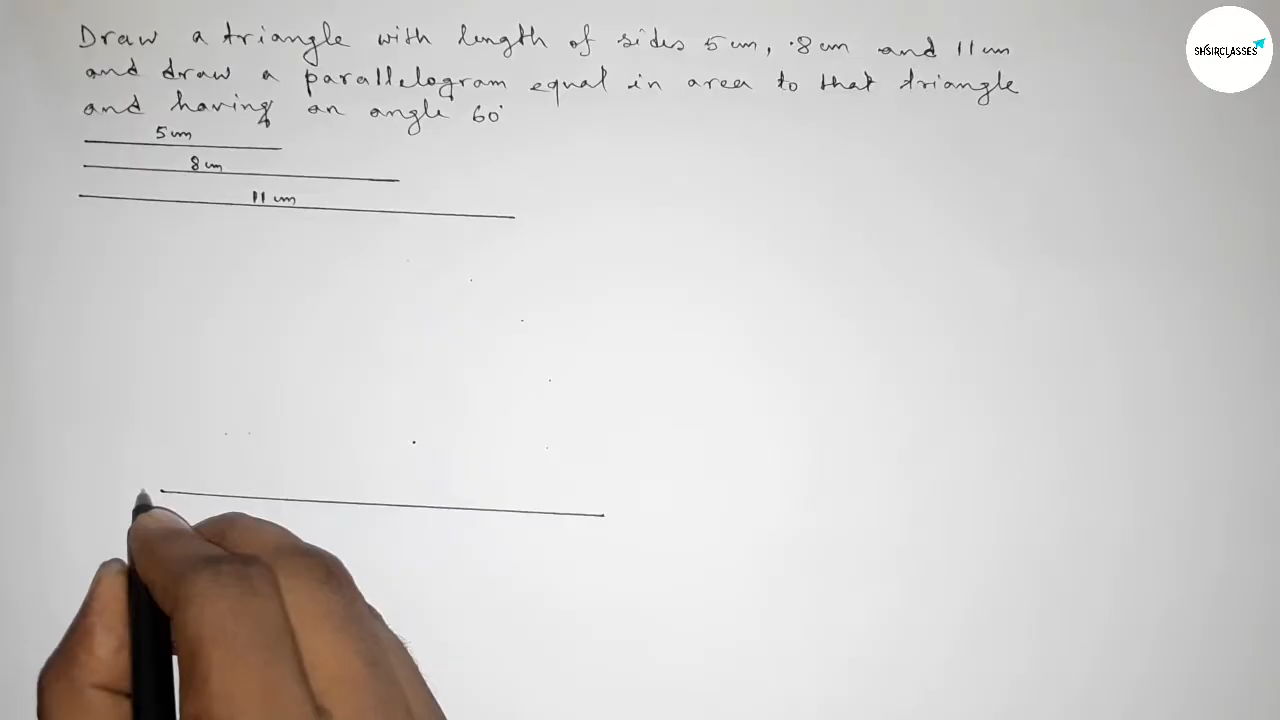 Draw a triangle with length of sides 5 cm, 8 cm and 11 cm
and draw a parallelogram equal in area to that triangle
and having an angle 60°
5 cm
8 cm
11 cm
SHSIRCLASSES